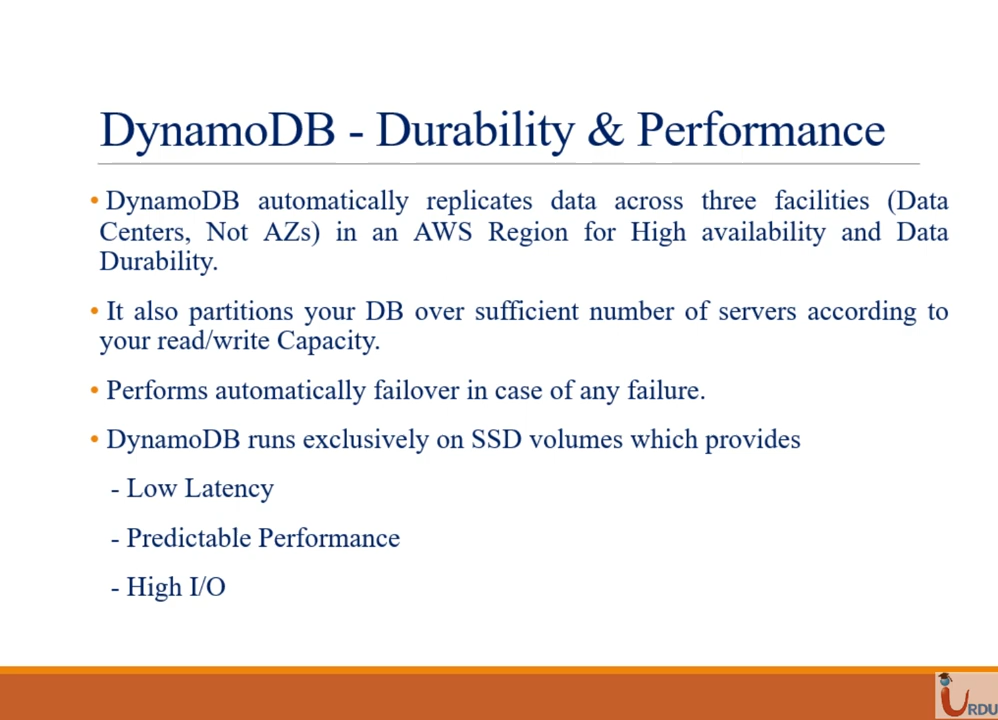 DynamoDB - Durability & Performance
• DynamoDB automatically replicates data across three facilities (Data
Centers, Not AZs) in an AWS Region for High availability and Data
Durability.
• It also partitions your DB over sufficient number of servers according to
your read/write Capacity.
• Performs automatically failover in case of any failure.
• DynamoDB runs exclusively on SSD volumes which provides
- Low Latency
- Predictable Performance
- High I/O
iURDU